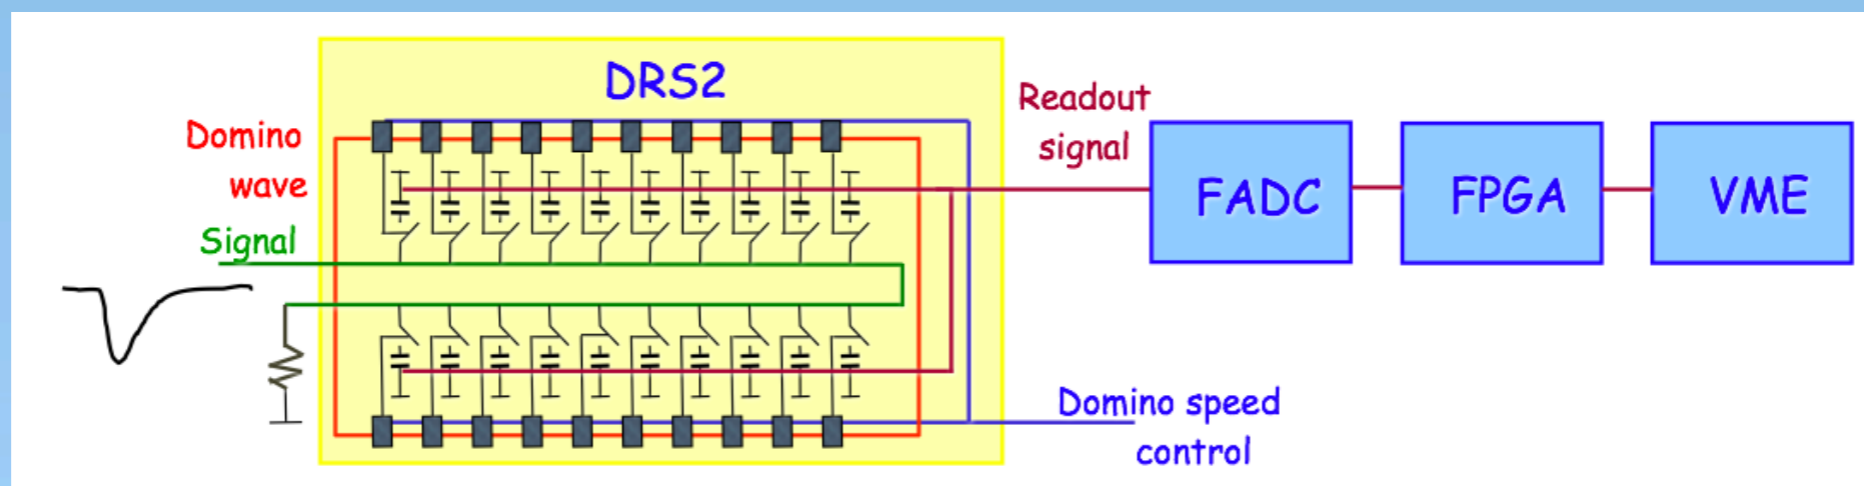 DRS2
Domino
wave
Signal
Readout
signal
FADC
FPGA
VME
Domino speed
control